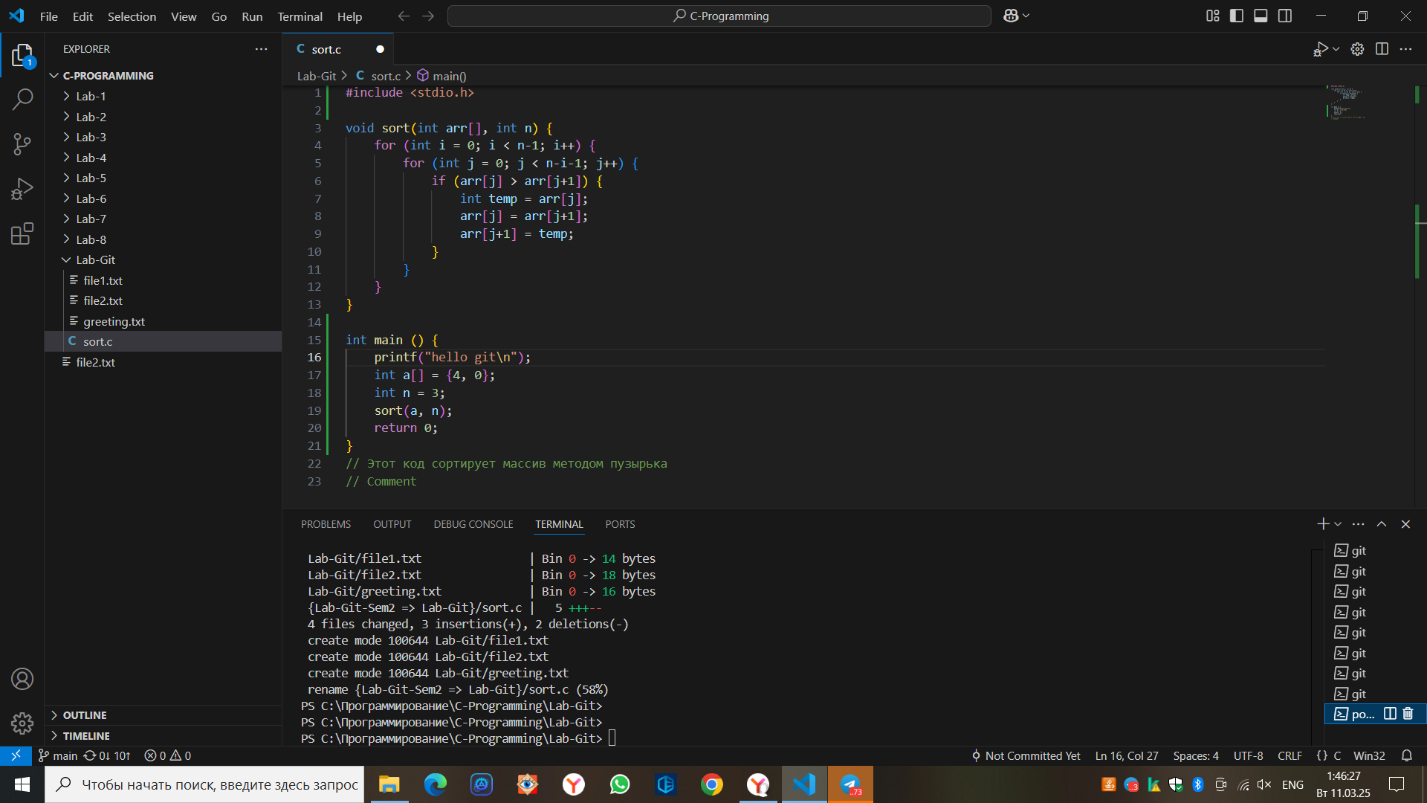 File Edit Selection View Go Run Terminal Help
C-Programming
EXPLORER
C-PROGRAMMING
Lab-1
Lab-2
Lab-3
Lab-4
Lab-5
Lab-6
Lab-7
Lab-8
Lab-Git
file1.txt
file2.txt
greeting.txt
C sort.c
file2.txt
OUTLINE
TIMELINE
1
C sort.c
Lab-Git > C sort.c > main()
1 #include <stdio.h>
2
3 void sort(int arr[], int n) {
4 for (int i = 0; i < n-1; i++) {
5 for (int j = 0; j < n-i-1; j++) {
6 if (arr[j] > arr[j+1]) {
7 int temp = arr[j];
8 arr[j] = arr[j+1];
9 arr[j+1] = temp;
10 }
11 }
12 }
13 }
14
15 int main () {
16 printf("hello git\n");
17 int a[] = {4, 0};
18 int n = 3;
19 sort(a, n);
20 return 0;
21 }
22 // Этот код сортирует массив методом пузырька
23 // Comment
PROBLEMS OUTPUT DEBUG CONSOLE TERMINAL PORTS
Lab-Git/file1.txt | Bin 0 -> 14 bytes
Lab-Git/file2.txt | Bin 0 -> 18 bytes
Lab-Git/greeting.txt | Bin 0 -> 16 bytes
{Lab-Git-Sem2 => Lab-Git}/sort.c | 5 +++--
4 files changed, 3 insertions(+), 2 deletions(-)
create mode 100644 Lab-Git/file1.txt
create mode 100644 Lab-Git/file2.txt
create mode 100644 Lab-Git/greeting.txt
rename {Lab-Git-Sem2 => Lab-Git}/sort.c (58%)
PS C:\Программирование\C-Programming\Lab-Git>
PS C:\Программирование\C-Programming\Lab-Git>
PS C:\Программирование\C-Programming\Lab-Git>
git
git
git
git
git
git
git
git
po...
main 0↓ 10↑ 0 0 Not Committed Yet Ln 16, Col 27 Spaces: 4 UTF-8 CRLF {} C Win32
Чтобы начать поиск, введите здесь запрос
ENG
1:46:27
Вт 11.03.25